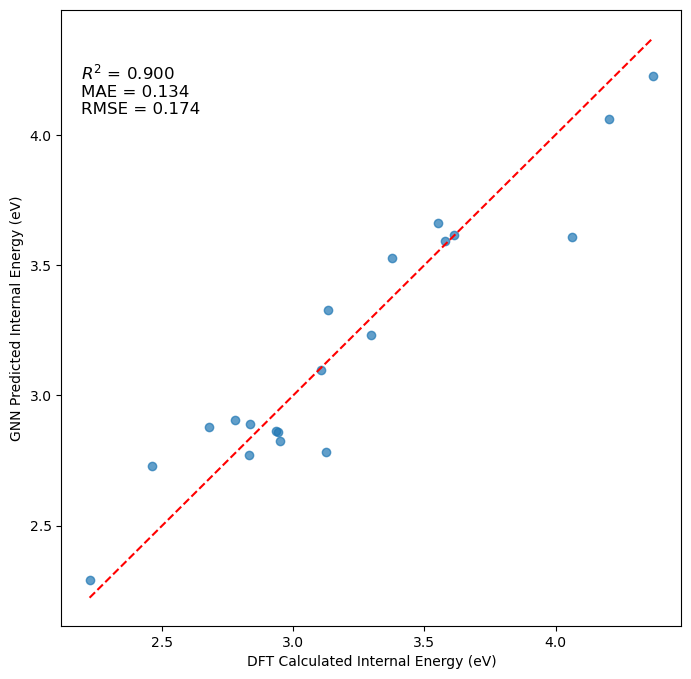 R² = 0.900
MAE = 0.134
RMSE = 0.174
4.0
3.5
3.0
2.5
GNN Predicted Internal Energy (eV)
2.5 3.0 3.5 4.0
DFT Calculated Internal Energy (eV)